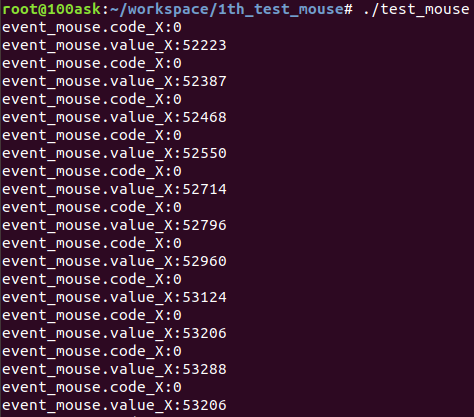 root@100ask:~/workspace/1th_test_mouse# ./test_mouse
event_mouse.code_X:0
event_mouse.value_X:52223
event_mouse.code_X:0
event_mouse.value_X:52387
event_mouse.code_X:0
event_mouse.value_X:52468
event_mouse.code_X:0
event_mouse.value_X:52550
event_mouse.code_X:0
event_mouse.value_X:52714
event_mouse.code_X:0
event_mouse.value_X:52796
event_mouse.code_X:0
event_mouse.value_X:52960
event_mouse.code_X:0
event_mouse.value_X:53124
event_mouse.code_X:0
event_mouse.value_X:53206
event_mouse.code_X:0
event_mouse.value_X:53288
event_mouse.code_X:0
event_mouse.value_X:53206